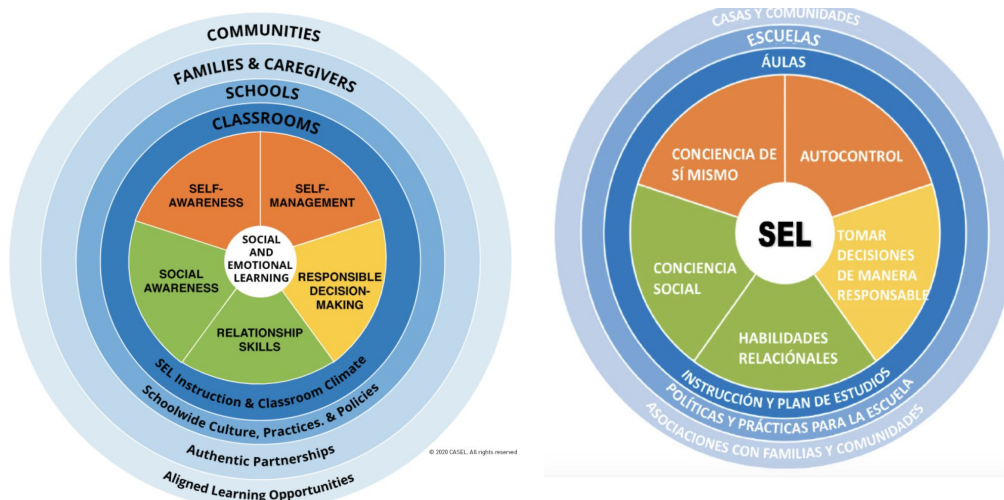 COMMUNITIES
FAMILIES & CAREGIVERS
SCHOOLS
CLASSROOMS
SELF-
AWARENESS
SELF-
MANAGEMENT
SOCIAL
AND
EMOTIONAL
LEARNING
SOCIAL
AWARENESS
RESPONSIBLE
DECISION-
MAKING
RELATIONSHIP
SKILLS
SEL Instruction & Classroom Climate
Schoolwide Culture, Practices, & Policies
Authentic Partnerships
Aligned Learning Opportunities
© 2020 CASEL. All rights reserved
CASAS Y COMUNIDADES
ESCUELAS
ÁULAS
CONCIENCIA DE
SÍ MISMO
AUTOCONTROL
SEL
CONCIENCIA
SOCIAL
TOMAR
DECISIONES
DE MANERA
RESPONSABLE
HABILIDADES
RELACIÓNALES
INSTRUCCIÓN Y PLAN DE ESTUDIOS
POLÍTICAS Y PRÁCTICAS PARA LA ESCUELA
ASOCIACIONES CON FAMILIAS Y COMUNIDADES